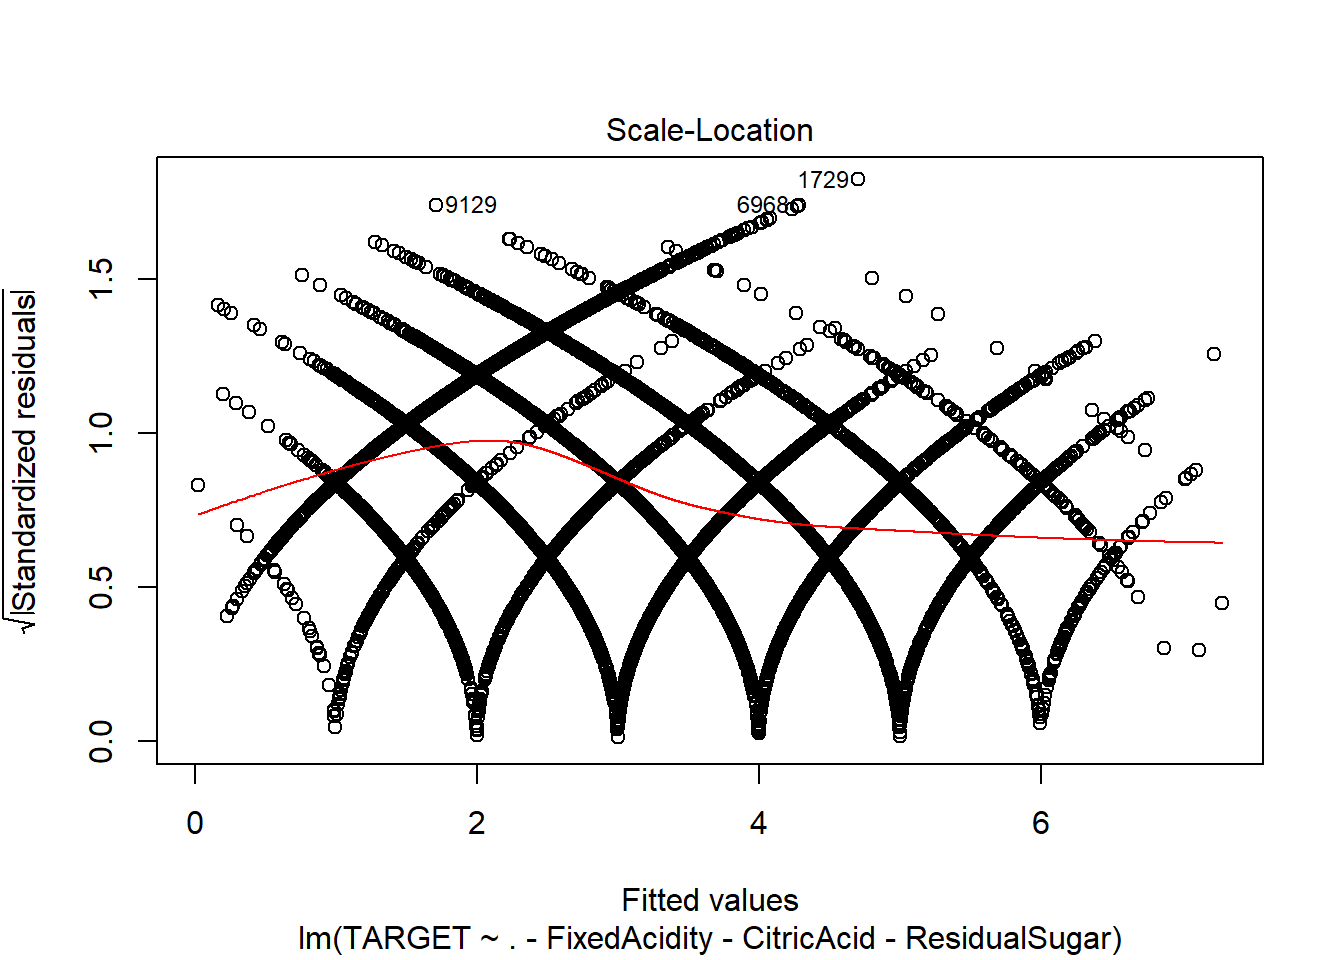 Scale-Location
1729
9129
6968
√|Standardized residuals|
1.5
1.0
0.5
0.0
0 2 4 6
Fitted values
lm(TARGET ~ . - FixedAcidity - CitricAcid - ResidualSugar)